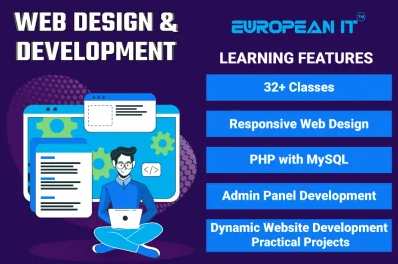 WEB DESIGN &
DEVELOPMENT
EUROPEAN IT™
LEARNING FEATURES
32+ Classes
Responsive Web Design
PHP with MySQL
Admin Panel Development
Dynamic Website Development
Practical Projects